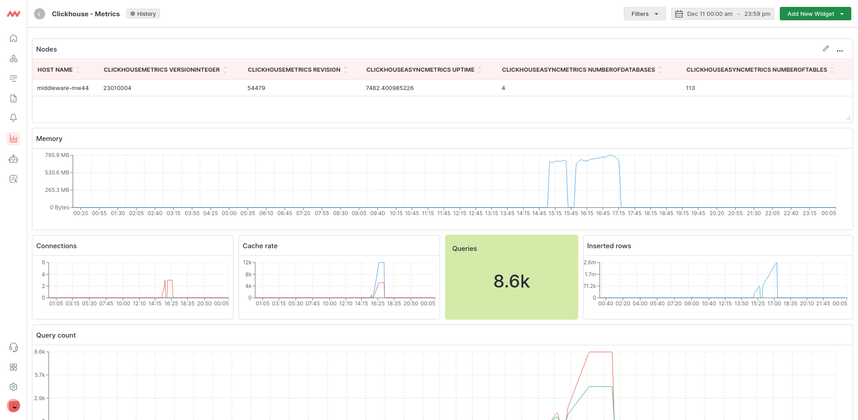 Clickhouse - Metrics
History
Filters
Dec 11 00:00 am - 23:59 pm
Add New Widget
Nodes
HOST NAME CLICKHOUSEMETRICS VERSIONINTEGER CLICKHOUSEMETRICS REVISION CLICKHOUSEASYNCMETRICS UPTIME CLICKHOUSEASYNCMETRICS NUMBEROFDATABASES CLICKHOUSEASYNCMETRICS NUMBEROFTABLES
middleware-mw44 23010004 54479 7482.400985226 4 113
Memory
795.9 MB
530.6 MB
265.3 MB
0 Bytes
00:20 00:55 01:30 02:05 02:40 03:15 03:50 04:25 05:00 05:35 06:10 06:45 07:20 07:55 08:30 09:05 09:40 10:15 10:45 11:15 11:45 12:15 12:45 13:15 13:45 14:15 14:45 15:15 15:45 16:15 16:45 17:15 17:45 18:15 18:45 19:15 19:45 20:20 20:55 21:30 22:05 22:40 23:15 00:05
Connections
6
4
2
0
01:05 03:15 05:30 07:45 10:00 12:10 14:15 16:25 18:35 20:50 00:05
Cache rate
12k
8k
4k
0
01:05 03:15 05:30 07:45 10:00 12:10 14:15 16:25 18:35 20:50 00:05
Queries
8.6k
Inserted rows
2.6m
1.7m
71.2k
0
00:40 02:20 04:00 05:40 07:20 09:00 10:40 12:15 13:45 15:30 17:00 18:35 20:10 21:45 00:05
Query count
8.6k
5.7k
2.9k